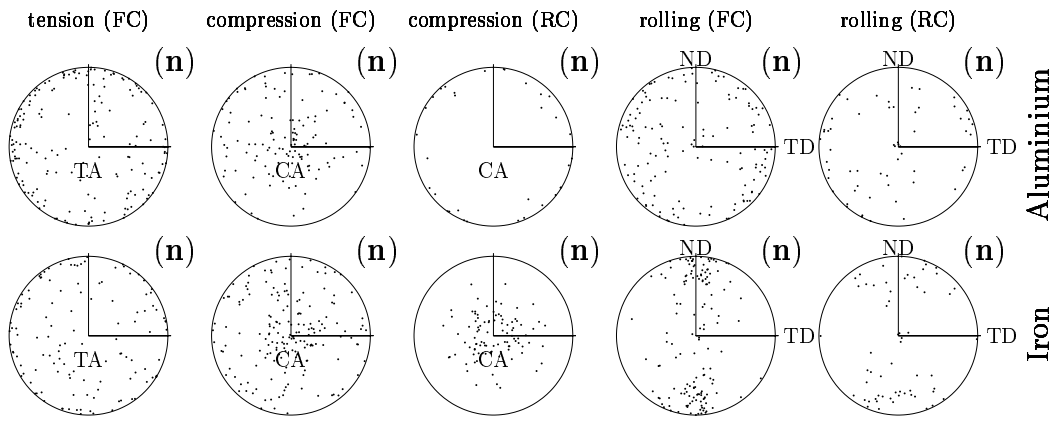 tension (FC) compression (FC) compression (RC) rolling (FC) rolling (RC)
(n) (n) (n) ND (n) ND (n)
TA CA CA TD TD
Aluminium
(n) (n) (n) ND (n) ND (n)
TA CA CA TD TD
Iron